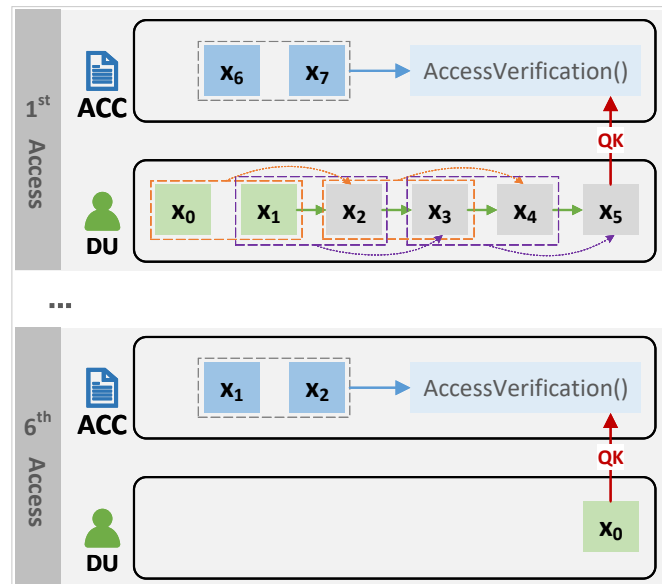 1st Access
ACC
x6 x7 AccessVerification()
QK
DU
x0 x1 x2 x3 x4 x5
...
6th Access
ACC
x1 x2 AccessVerification()
QK
DU
x0